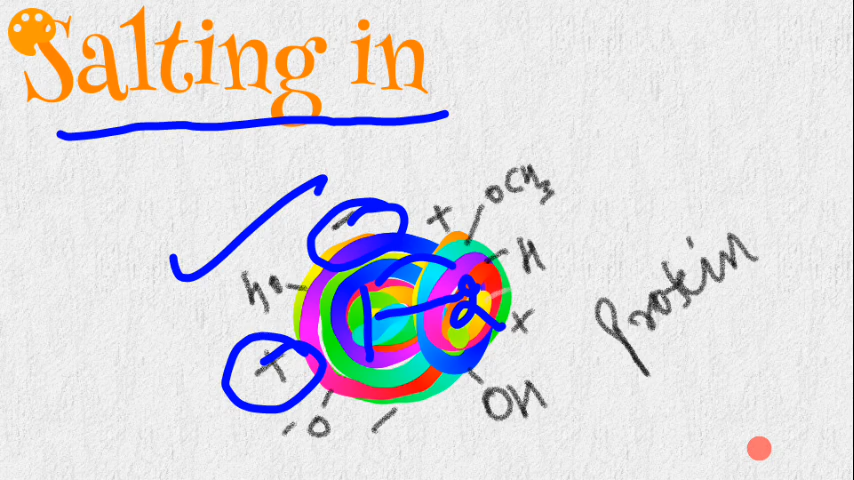 Salting in
OCH₃
+
H
Ho
+
+
OH
-O
Protein